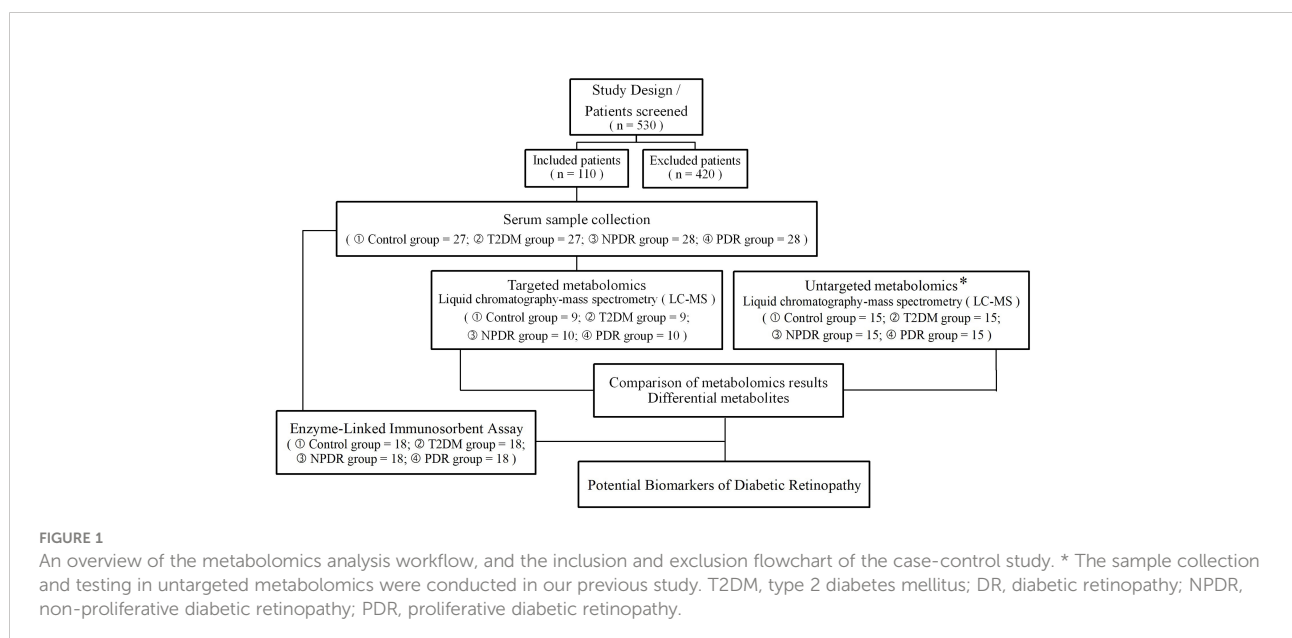 Study Design /
Patients screened
( n = 530 )
Included patients
( n = 110 )
Excluded patients
( n = 420 )
Serum sample collection
( ① Control group = 27; ② T2DM group = 27; ③ NPDR group = 28; ④ PDR group = 28 )
Targeted metabolomics
Liquid chromatography-mass spectrometry ( LC-MS )
( ① Control group = 9; ② T2DM group = 9;
③ NPDR group = 10; ④ PDR group = 10 )
Untargeted metabolomics*
Liquid chromatography-mass spectrometry ( LC-MS )
( ① Control group = 15; ② T2DM group = 15;
③ NPDR group = 15; ④ PDR group = 15 )
Comparison of metabolomics results
Differential metabolites
Enzyme-Linked Immunosorbent Assay
( ① Control group = 18; ② T2DM group = 18;
③ NPDR group = 18; ④ PDR group = 18 )
Potential Biomarkers of Diabetic Retinopathy
FIGURE 1
An overview of the metabolomics analysis workflow, and the inclusion and exclusion flowchart of the case-control study. * The sample collection
and testing in untargeted metabolomics were conducted in our previous study. T2DM, type 2 diabetes mellitus; DR, diabetic retinopathy; NPDR,
non-proliferative diabetic retinopathy; PDR, proliferative diabetic retinopathy.